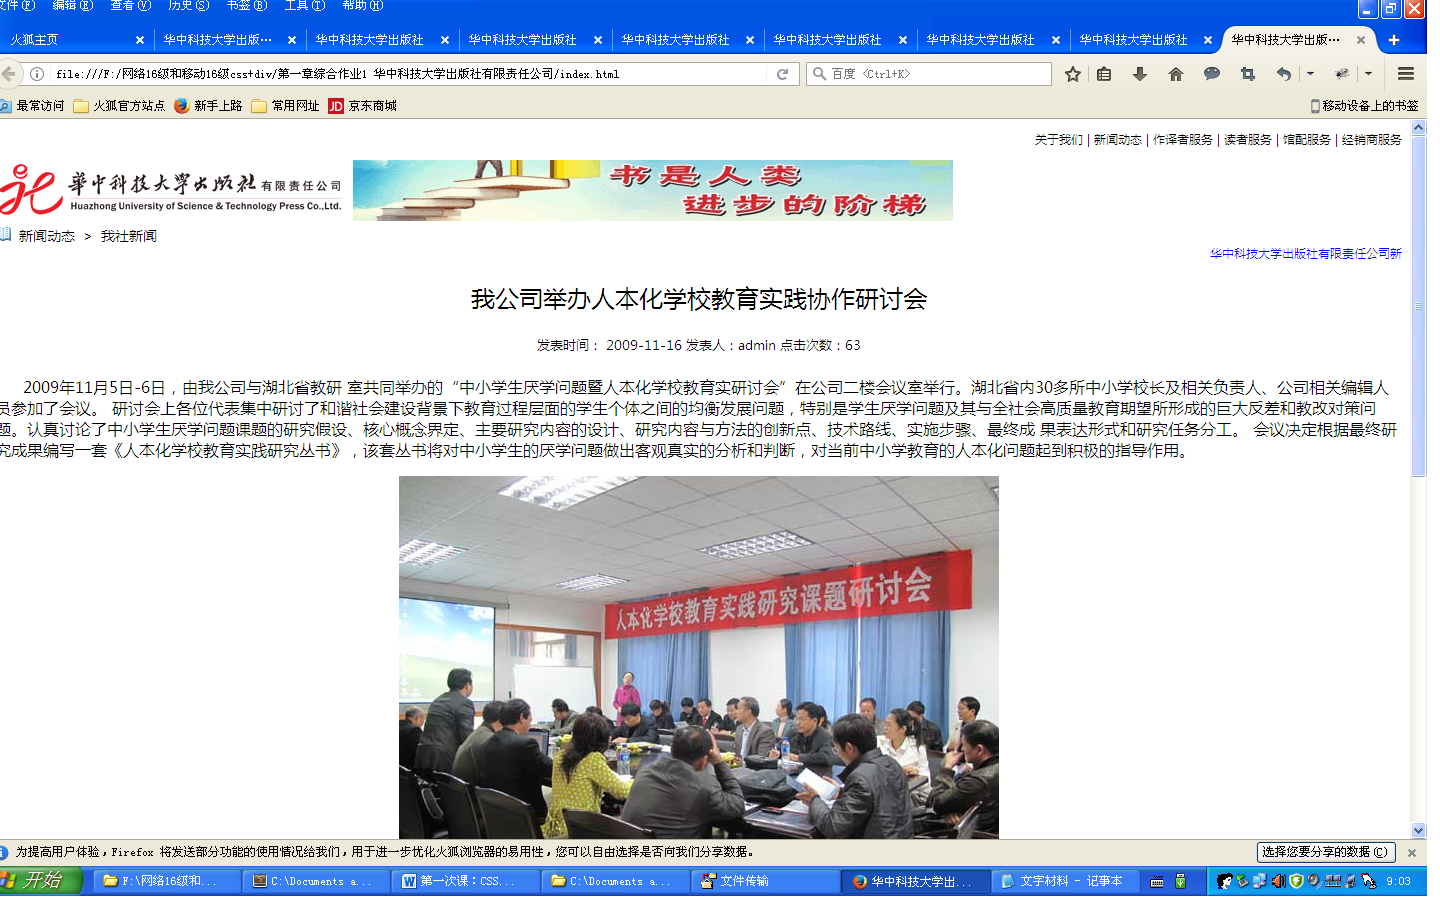 文件(F) 编辑(E) 查看(V) 历史(S) 书签(B) 工具(T) 帮助(H)
火狐主页 华中科技大学出版… 华中科技大学出版社 华中科技大学出版社 华中科技大学出版社 华中科技大学出版社 华中科技大学出版社 华中科技大学出版社 华中科技大学出版…
file:///F:/网络16级和移动16级css+div/第一章综合作业1 华中科技大学出版社有限责任公司/index.html 百度 <Ctrl+K>
最常访问 火狐官方站点 新手上路 常用网址 JD 京东商城 移动设备上的书签
关于我们 | 新闻动态 | 作译者服务 | 读者服务 | 馆配服务 | 经销商服务
華中科技大学出版社有限责任公司
Huazhong University of Science & Technology Press Co.,Ltd.
书是人类
进步的阶梯
新闻动态 > 我社新闻
华中科技大学出版社有限责任公司新
我公司举办人本化学校教育实践协作研讨会
发表时间： 2009-11-16 发表人：admin 点击次数：63
2009年11月5日-6日，由我公司与湖北省教研 室共同举办的“中小学生厌学问题暨人本化学校教育实研讨会”在公司二楼会议室举行。湖北省内30多所中小学校长及相关负责人、公司相关编辑人
员参加了会议。 研讨会上各位代表集中研讨了和谐社会建设背景下教育过程层面的学生个体之间的均衡发展问题，特别是学生厌学问题及其与全社会高质量教育期望所形成的巨大反差和教改对策问
题。认真讨论了中小学生厌学问题课题的研究假设、核心概念界定、主要研究内容的设计、研究内容与方法的创新点、技术路线、实施步骤、最终成 果表达形式和研究任务分工。 会议决定根据最终研
究成果编写一套《人本化学校教育实践研究丛书》，该套丛书将对中小学生的厌学问题做出客观真实的分析和判断，对当前中小学教育的人本化问题起到积极的指导作用。
人本化学校教育实践研究课题研讨会
为提高用户体验，Firefox 将发送部分功能的使用情况给我们，用于进一步优化火狐浏览器的易用性，您可以自由选择是否向我们分享数据。 选择您要分享的数据(C)
开始 F:\网络16级和... C:\Documents a... 第一次课：CSS... C:\Documents a... 文件传输 华中科技大学出... 文字材料 - 记事本 9:03